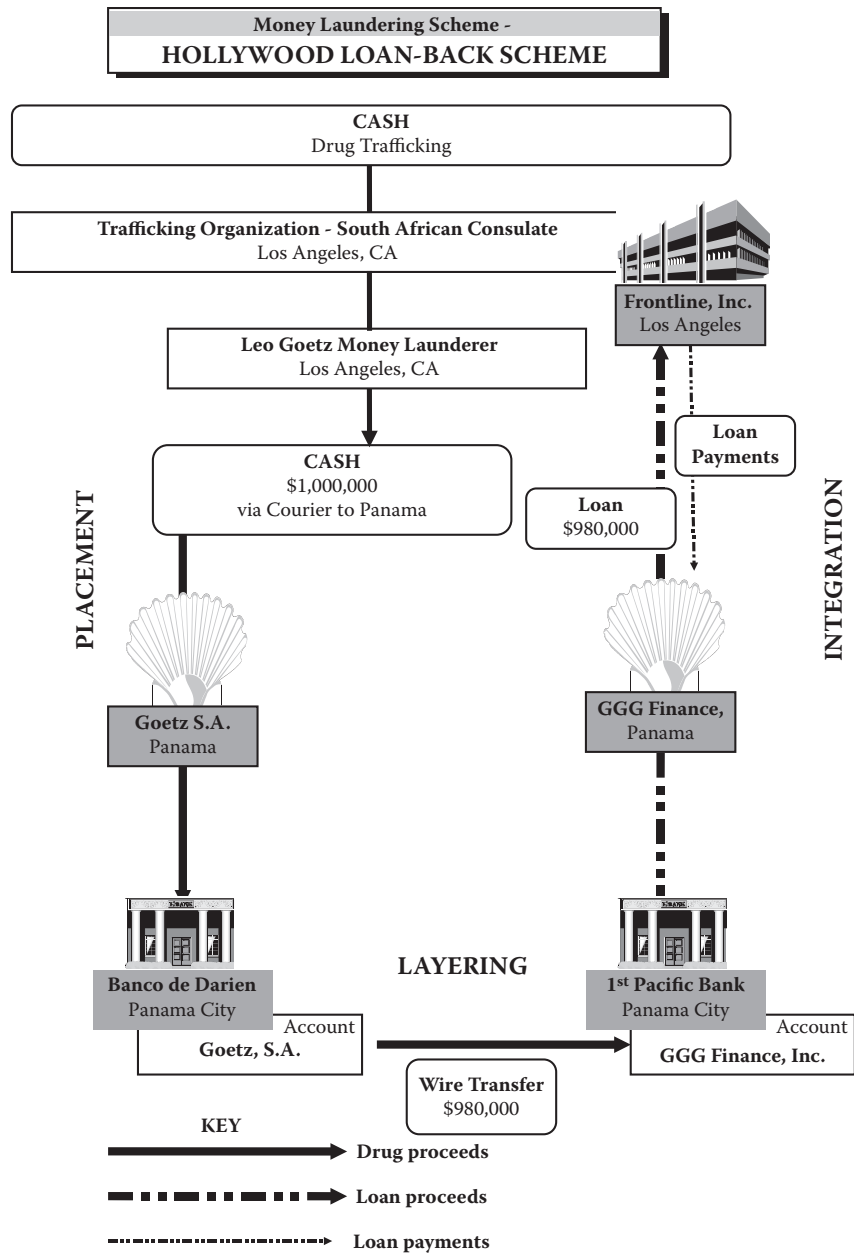 Money Laundering Scheme -
HOLLYWOOD LOAN-BACK SCHEME
CASH
Drug Trafficking
Trafficking Organization - South African Consulate
Los Angeles, CA
Frontline, Inc.
Los Angeles
Leo Goetz Money Launderer
Los Angeles, CA
Loan
Payments
CASH
$1,000,000
via Courier to Panama
Loan
$980,000
PLACEMENT
INTEGRATION
Goetz S.A.
Panama
GGG Finance,
Panama
BANK
BANK
LAYERING
Banco de Darien
Panama City
Account
Goetz, S.A.
1st Pacific Bank
Panama City
Account
GGG Finance, Inc.
Wire Transfer
$980,000
KEY
Drug proceeds
Loan proceeds
Loan payments